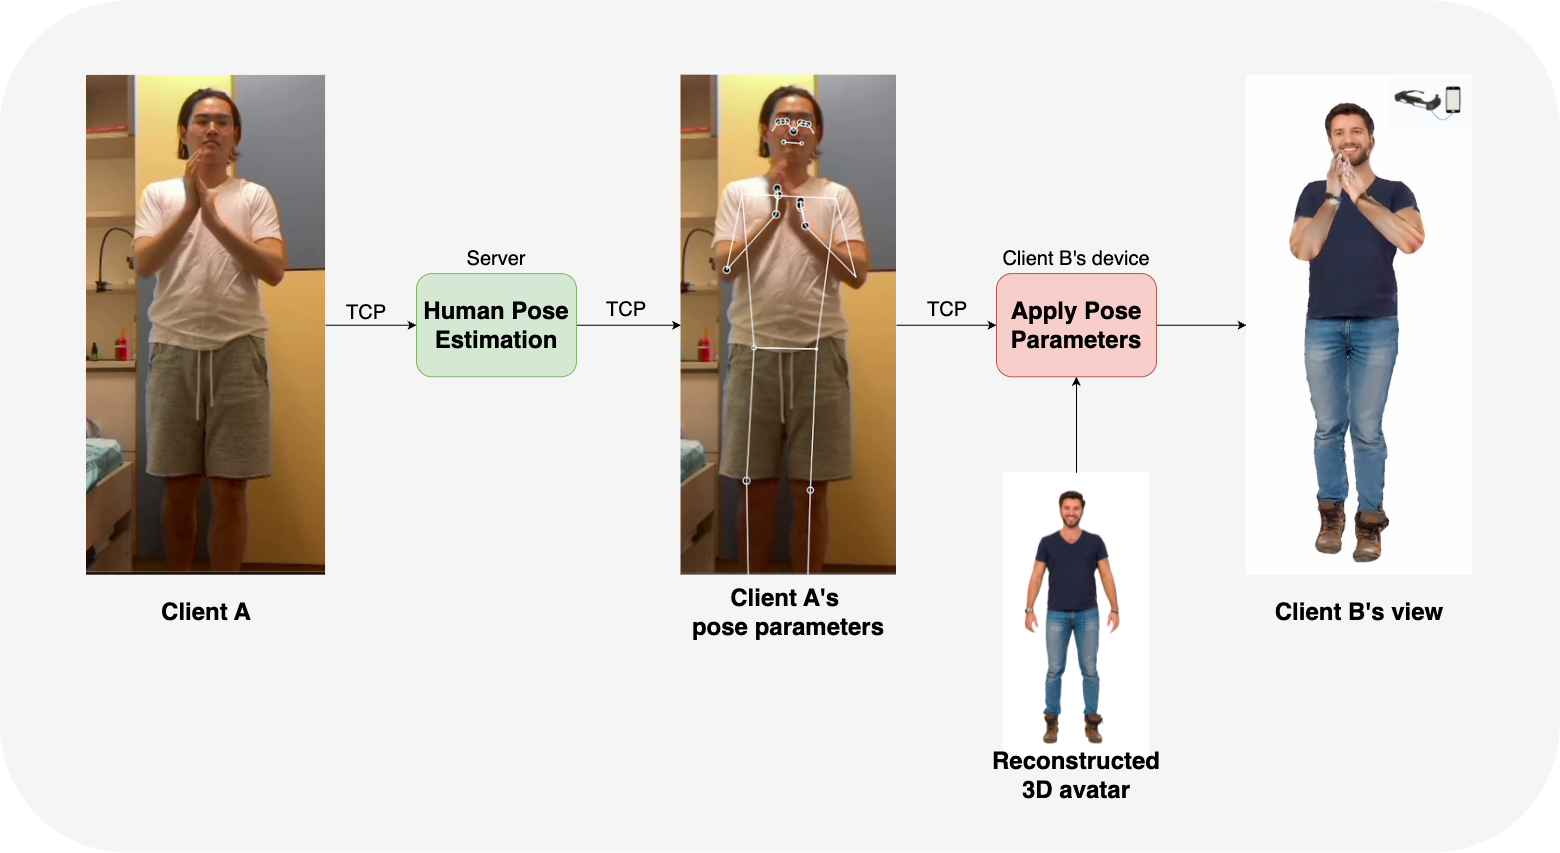 Server
Client B's device
TCP
Human Pose
Estimation
TCP
TCP
Apply Pose
Parameters
Client A
Client A's
pose parameters
Client B's view
Reconstructed
3D avatar